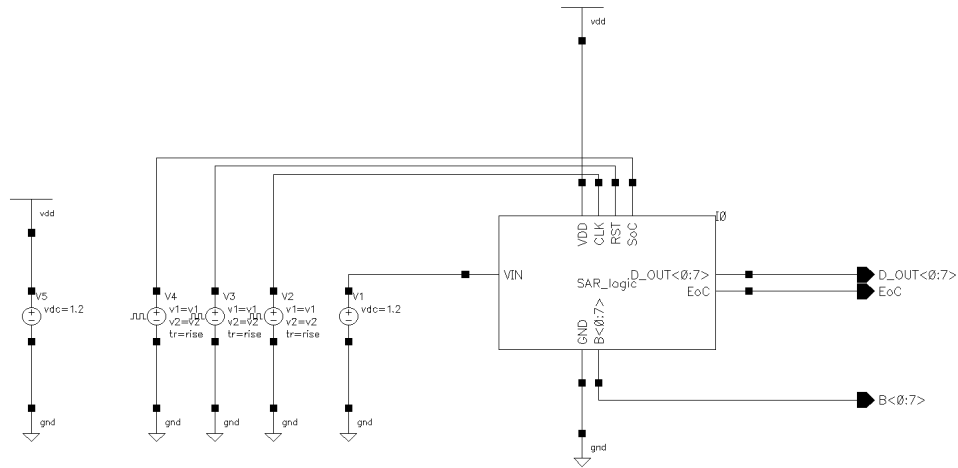 vdd
vdd
I0
VDD
CLK
RST
SoC
VIN
D_OUT<0:7>
D_OUT<0:7>
SAR_logic
EoC
EoC
GND
B<0:7>
V5
vdc=1.2
V4
v1=v1
v2=v2
tr=rise
V3
v1=v1
v2=v2
tr=rise
V2
v1=v1
v2=v2
tr=rise
V1
vdc=1.2
B<0:7>
gnd
gnd
gnd
gnd
gnd
gnd